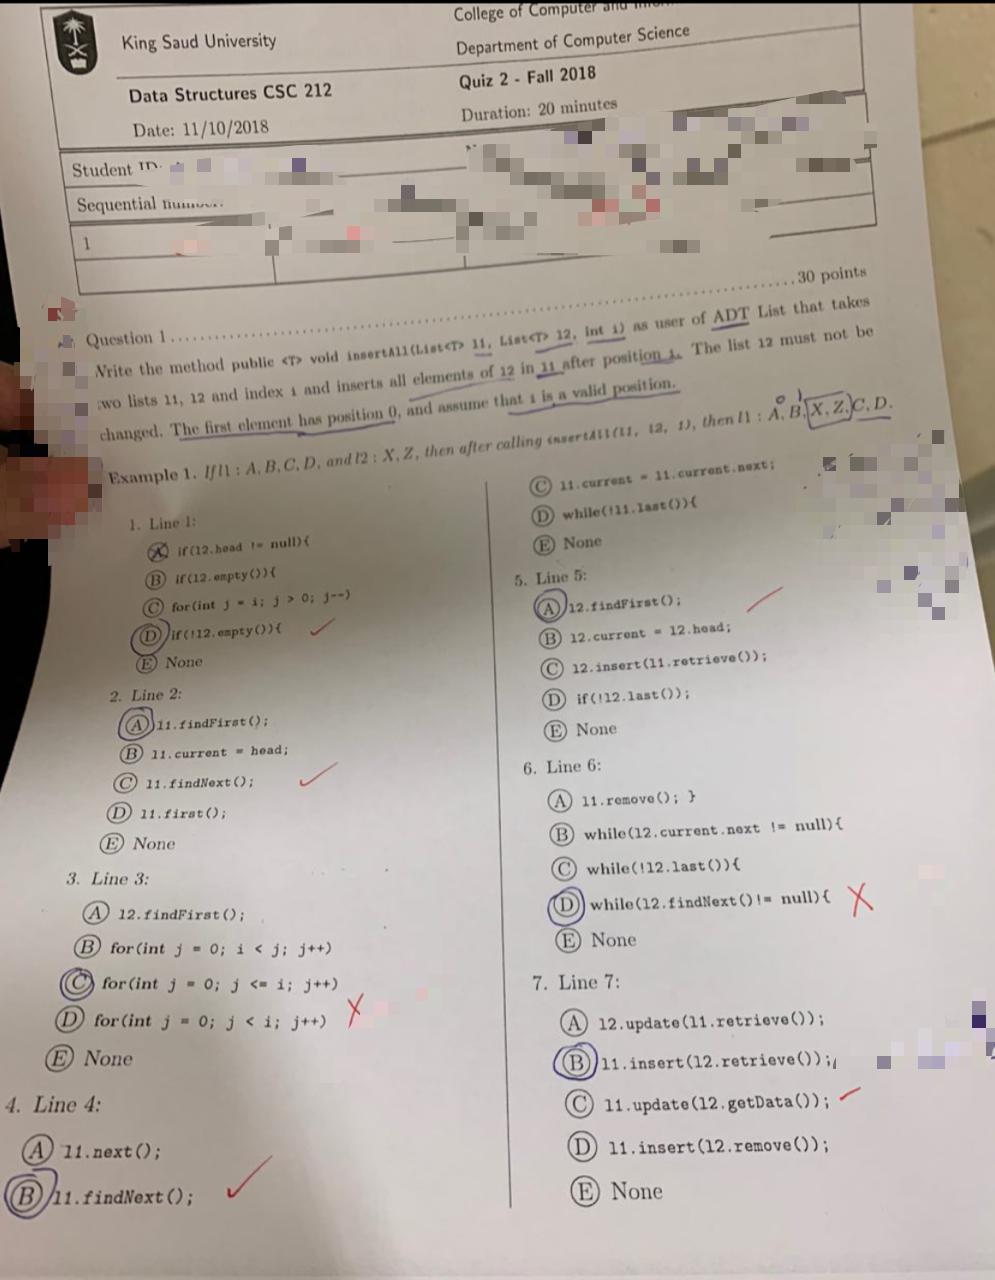 College of Computer and
King Saud University
Department of Computer Science
Data Structures CSC 212
Quiz 2 - Fall 2018
Date: 11/10/2018
Duration: 20 minutes
Student ID.
Sequential
1
Question 1 ........................ 30 points
Write the method public <T> void insertAll(List<T> l1, List<T> l2, int i) as user of ADT List that takes
two lists l1, l2 and index i and inserts all elements of l2 in l1 after position i. The list l2 must not be
changed. The first element has position 0, and assume that i is a valid position.
0 1
Example 1. If l1 : A, B, C, D, and l2 : X, Z, then after calling insertAll(l1, l2, 1), then l1 : A, B, X, Z, C, D.
1. Line 1:
A if(l2.head != null){
B if(l2.empty()){
C for(int j = i; j > 0; j--)
D if(!l2.empty()){
E None
2. Line 2:
A l1.findFirst();
B l1.current = head;
C l1.findNext();
D l1.first();
E None
3. Line 3:
A l2.findFirst();
B for(int j = 0; i < j; j++)
C for(int j = 0; j <= i; j++)
D for(int j = 0; j < i; j++)
E None
4. Line 4:
A l1.next();
B l1.findNext();
C l1.current = l1.current.next;
D while(!l1.last()){
E None
5. Line 5:
A l2.findFirst();
B l2.current = l2.head;
C l2.insert(l1.retrieve());
D if(!l2.last());
E None
6. Line 6:
A l1.remove(); }
B while(l2.current.next != null){
C while(!l2.last()){
D while(l2.findNext()!= null){
E None
7. Line 7:
A l2.update(l1.retrieve());
B l1.insert(l2.retrieve());
C l1.update(l2.getData());
D l1.insert(l2.remove());
E None